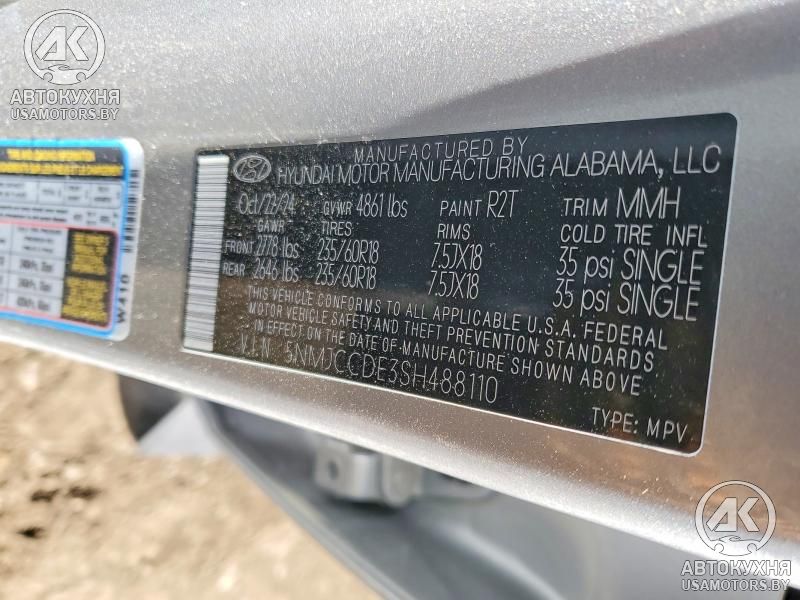 АК
АВТОКУХНЯ
USAMOTORS.BY
MANUFACTURED BY
HYUNDAI MOTOR MANUFACTURING ALABAMA, LLC
Oct/22/24 GVWR 4861 lbs PAINT R2T TRIM MMH
GAWR TIRES RIMS COLD TIRE INFL
FRONT 2778 lbs 235/60R18 7.5JX18 35 psi SINGLE
REAR 2646 lbs 235/60R18 7.5JX18 35 psi SINGLE
THIS VEHICLE CONFORMS TO ALL APPLICABLE U.S.A. FEDERAL
MOTOR VEHICLE SAFETY AND THEFT PREVENTION STANDARDS
IN EFFECT ON THE DATE OF MANUFACTURE SHOWN ABOVE.
VIN 5NMJCCDE3SH488110
TYPE: MPV
W410
АК
АВТОКУХНЯ
USAMOTORS.BY